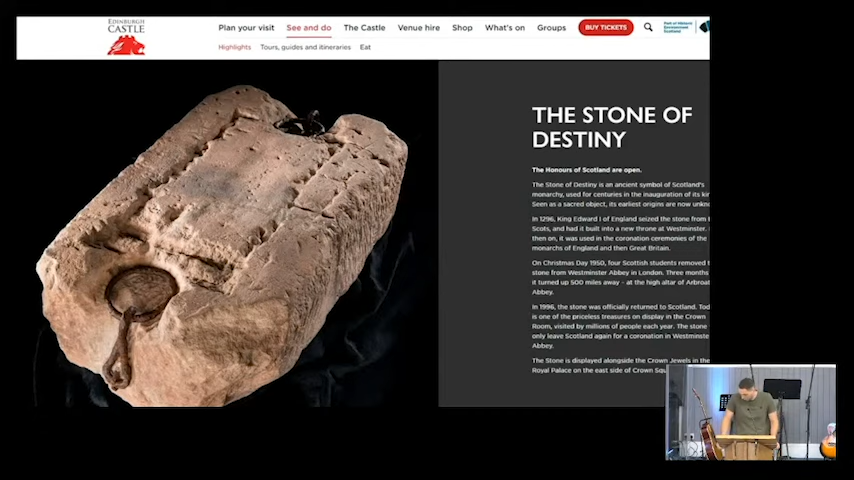 EDINBURGH
CASTLE
Plan your visit See and do The Castle Venue hire Shop What's on Groups BUY TICKETS
Part of Historic
Environment
Scotland
Highlights Tours, guides and itineraries Eat
THE STONE OF
DESTINY
The Honours of Scotland are open.
The Stone of Destiny is an ancient symbol of Scotland's
monarchy, used for centuries in the inauguration of its
Seen as a sacred object, its earliest origins are now
In 1296, King Edward I of England seized the stone from
Scots, and had it built into a new throne at Westminster.
then on, it was used in the coronation ceremonies of the
monarchs of England and then Great Britain.
On Christmas Day 1950, four Scottish students removed
stone from Westminster Abbey in London. Three months
it turned up 500 miles away – at the high altar of
Abbey.
In 1996, the stone was officially returned to Scotland.
is one of the priceless treasures on display in the Crown
Room, visited by millions of people each year. The stone
only leave Scotland again for a coronation in
Abbey.
The Stone is displayed alongside the Crown Jewels in the
Royal Palace on the east side of Crown